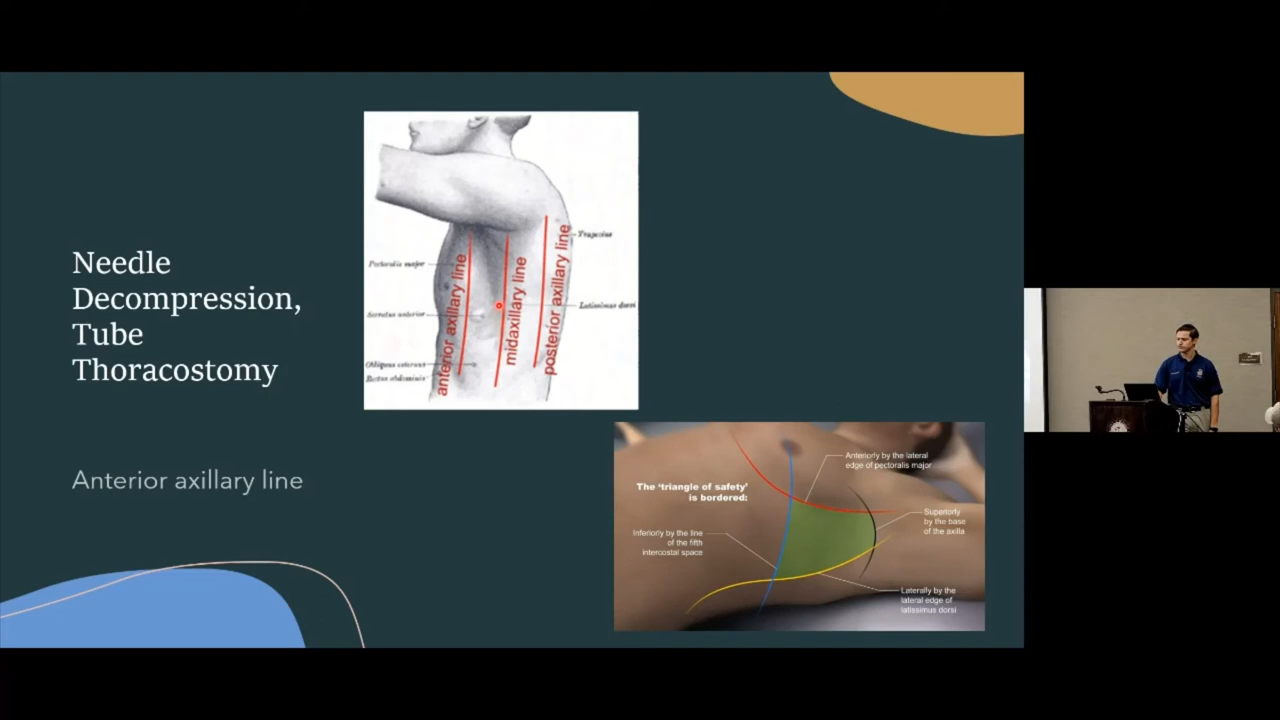 Needle
Decompression,
Tube
Thoracostomy
Anterior axillary line
Trapezius
Pectoralis major
Latissimus dorsi
Serratus anterior
Obliquus externus
Rectus abdominis
anterior axillary line
midaxillary line
posterior axillary line
The 'triangle of safety'
is bordered:
Anteriorly by the lateral
edge of pectoralis major
Superiorly
by the base
of the axilla
Inferiorly by the line
of the fifth
intercostal space
Laterally by the
lateral edge of
latissimus dorsi